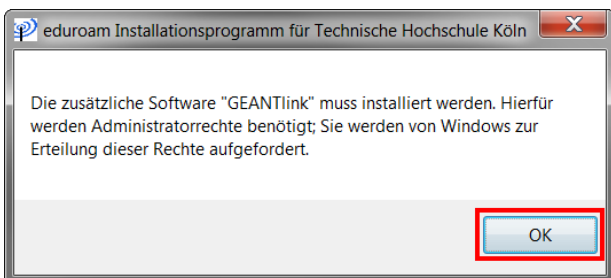 eduroam Installationsprogramm für Technische Hochschule Köln
Die zusätzliche Software "GEANTlink" muss installiert werden. Hierfür
werden Administratorrechte benötigt; Sie werden von Windows zur
Erteilung dieser Rechte aufgefordert.
OK